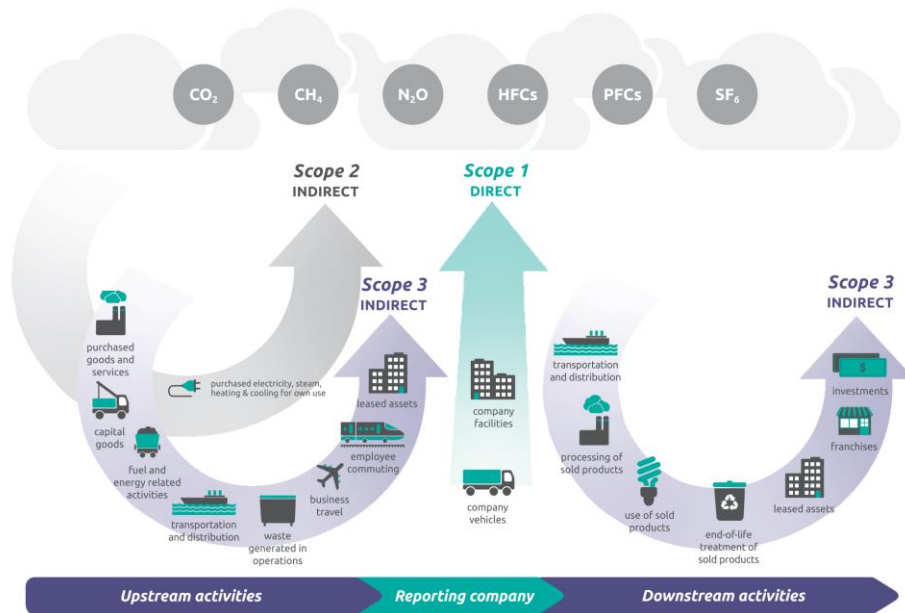 CO₂
CH₄
N₂O
HFCs
PFCs
SF₆
Scope 2
INDIRECT
Scope 1
DIRECT
Scope 3
INDIRECT
Scope 3
INDIRECT
purchased
goods and
services
capital
goods
fuel and
energy related
activities
transportation
and distribution
waste
generated in
operations
business
travel
employee
commuting
leased assets
purchased electricity, steam,
heating & cooling for own use
company
facilities
company
vehicles
transportation
and distribution
processing of
sold products
use of sold
products
end-of-life
treatment of
sold products
leased assets
franchises
investments
$
Upstream activities
Reporting company
Downstream activities